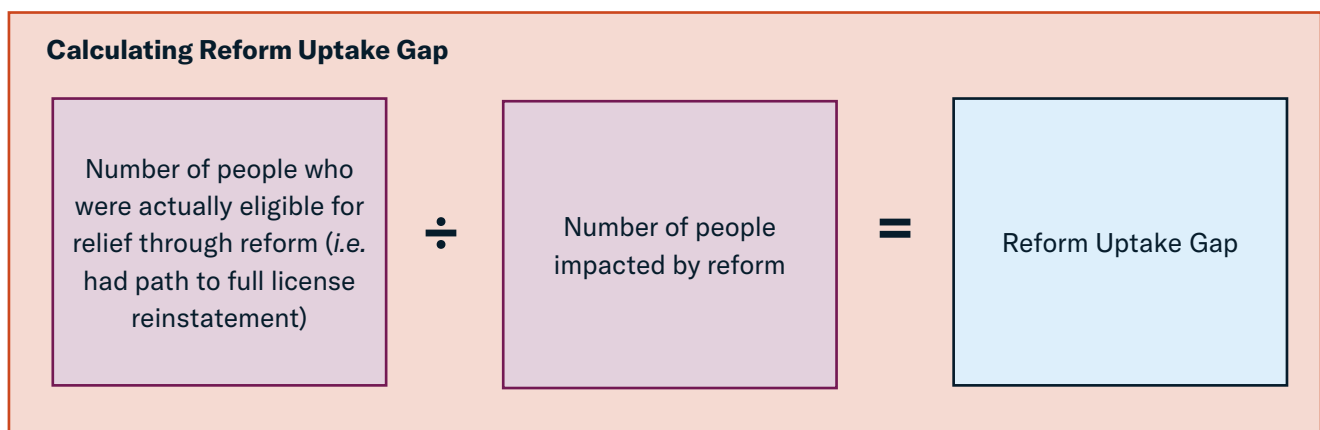 Calculating Reform Uptake Gap
Number of people who
were actually eligible for
relief through reform (i.e.
had path to full license
reinstatement)
÷
Number of people
impacted by reform
=
Reform Uptake Gap